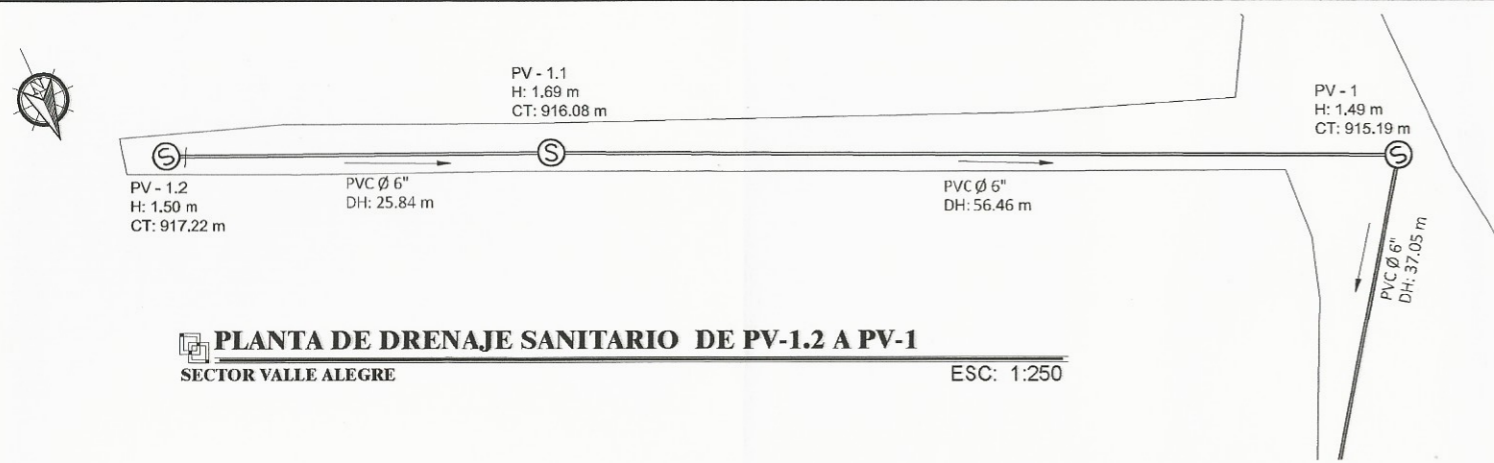 PV - 1.1
H: 1.69 m
CT: 916.08 m
PV - 1
H: 1.49 m
CT: 915.19 m
PV - 1.2
H: 1.50 m
CT: 917.22 m
PVC Ø 6"
DH: 25.84 m
PVC Ø 6"
DH: 56.46 m
PVC Ø 6"
DH: 37.05 m
PLANTA DE DRENAJE SANITARIO DE PV-1.2 A PV-1
SECTOR VALLE ALEGRE
ESC: 1:250
S
S
S
N